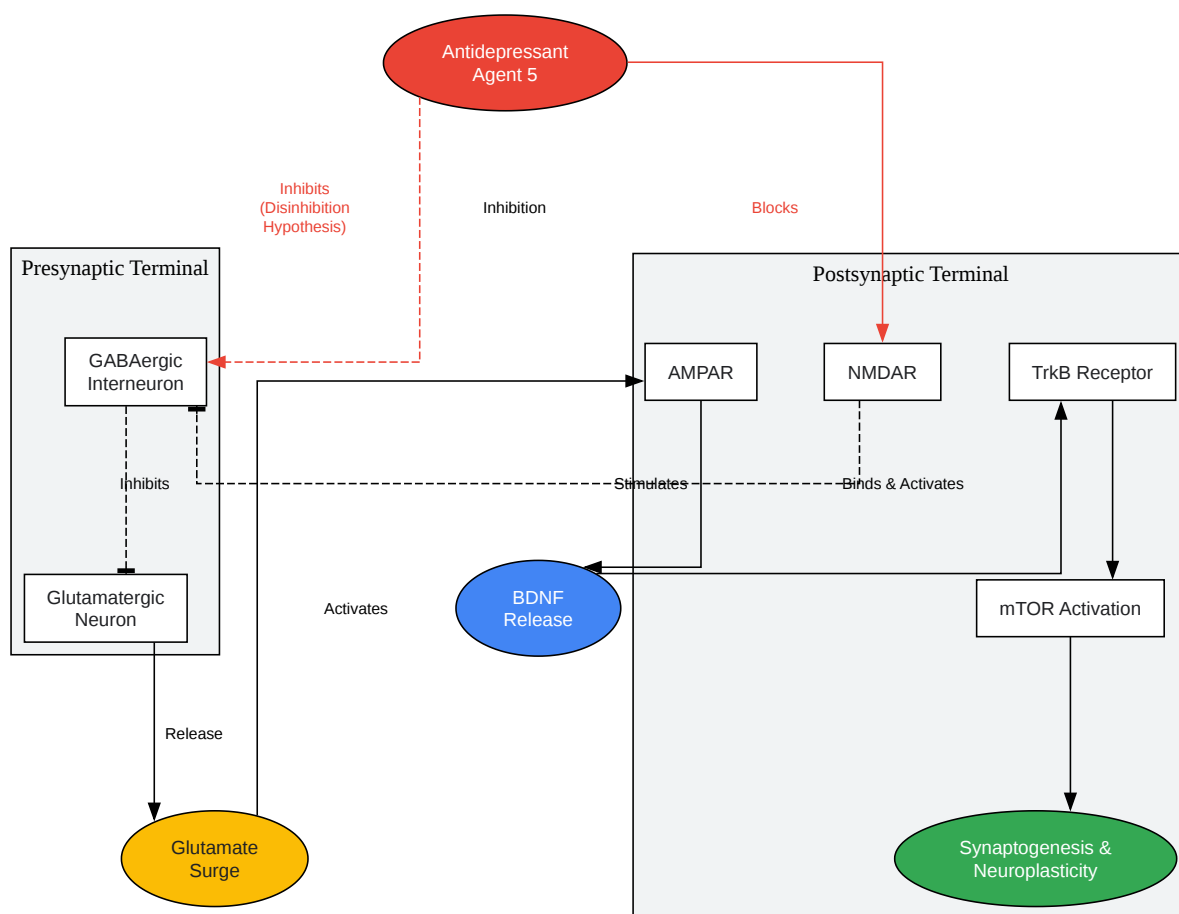 Antidepressant
Agent 5
Inhibits
(Disinhibition
Hypothesis)
Inhibition
Blocks
Presynaptic Terminal
Postsynaptic Terminal
GABAergic
Interneuron
AMPAR
NMDAR
TrkB Receptor
Inhibits
Stimulates
Binds & Activates
Glutamatergic
Neuron
Activates
BDNF
Release
mTOR Activation
Release
Glutamate
Surge
Synaptogenesis &
Neuroplasticity